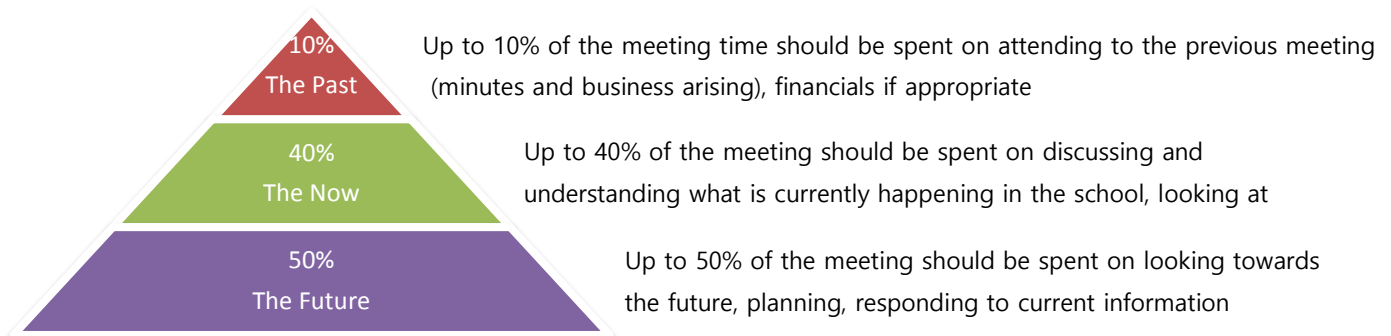 10%
The Past
Up to 10% of the meeting time should be spent on attending to the previous meeting
(minutes and business arising), financials if appropriate
40%
The Now
Up to 40% of the meeting should be spent on discussing and
understanding what is currently happening in the school, looking at
50%
The Future
Up to 50% of the meeting should be spent on looking towards
the future, planning, responding to current information